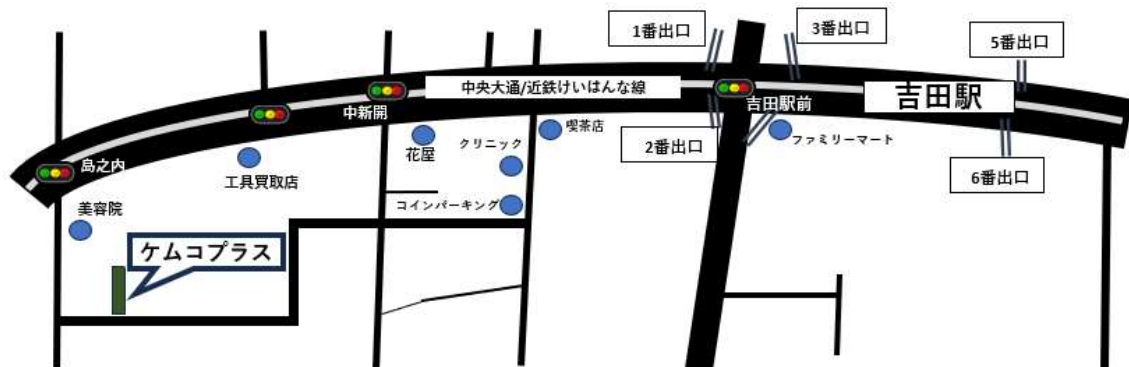 1番出口
3番出口
5番出口
中央大通/近鉄けいはんな線
吉田駅
中新開
吉田駅前
喫茶店
ファミリーマート
クリニック
花屋
2番出口
島之内
工具買取店
6番出口
コインパーキング
美容院
ケムコプラス